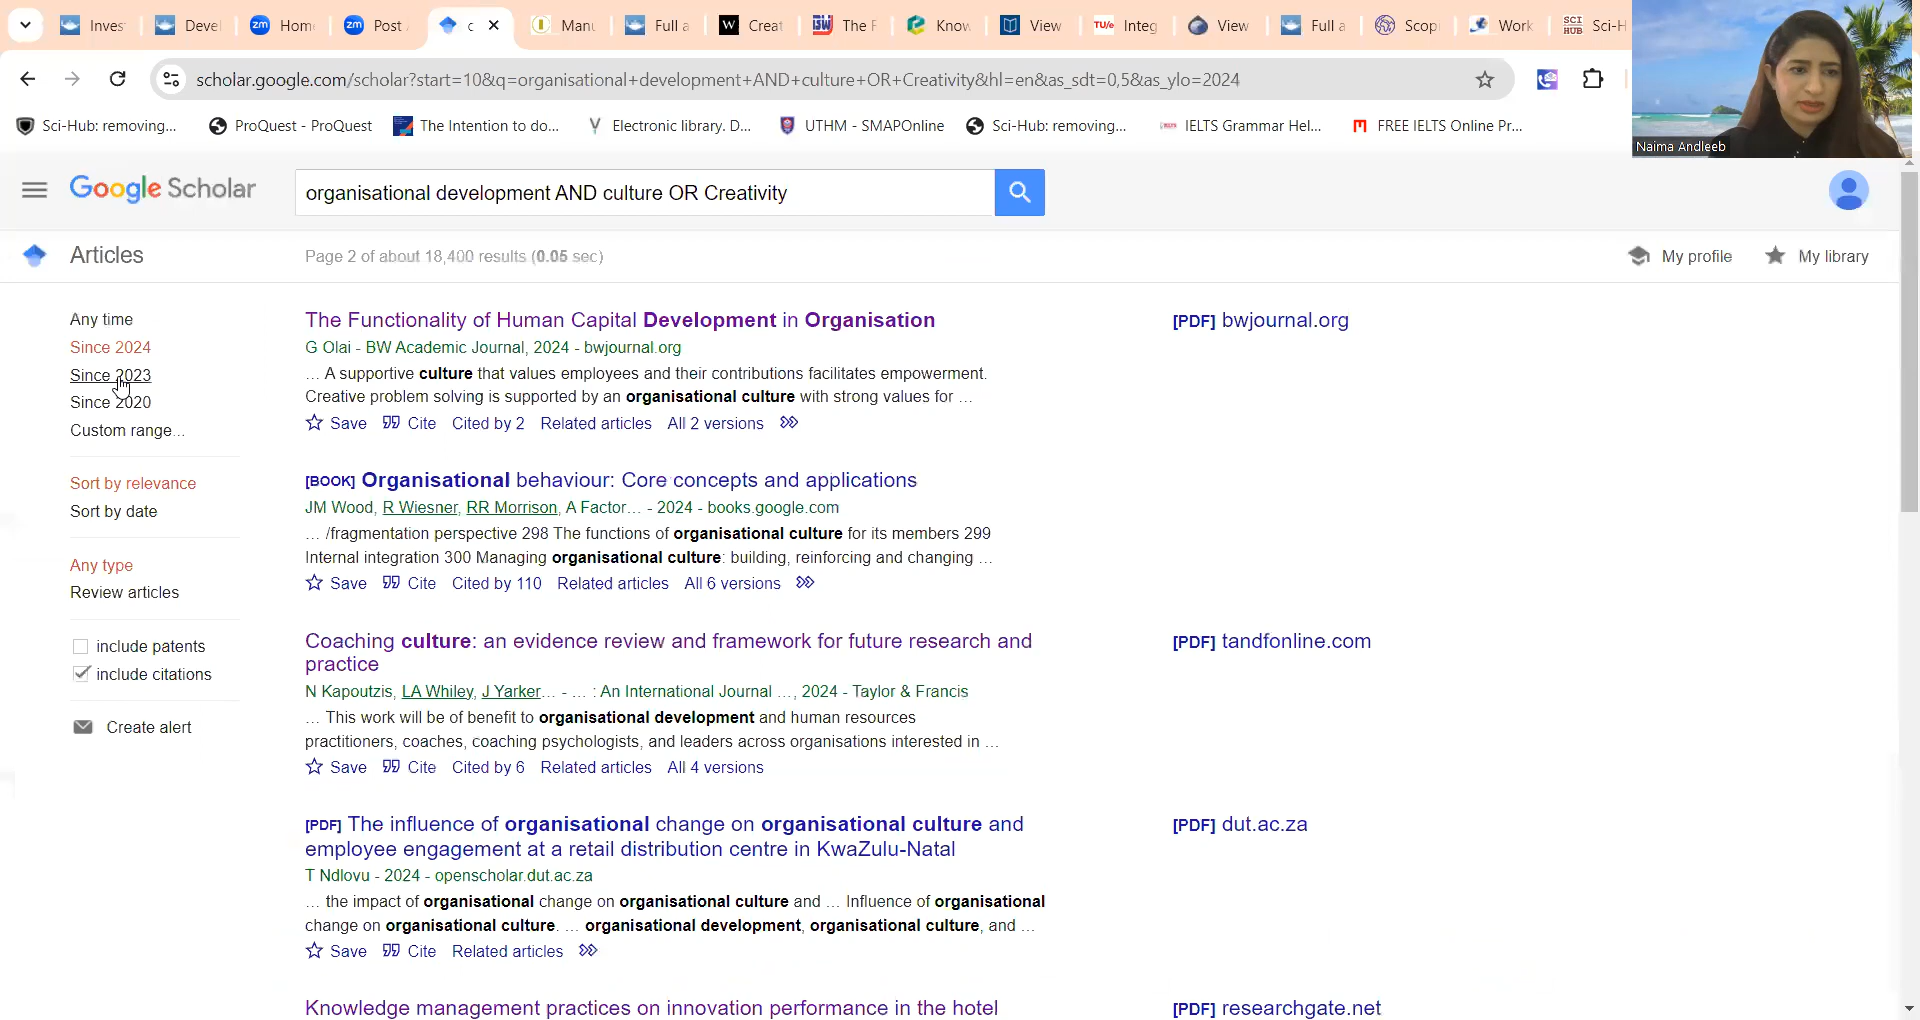 Inves
Devel
zm Home
zm Post
c
Manu
Full a
W Creat
The F
Know
View
TU/e Integ
View
Full a
Scop
Work
SCI HUB Sci-H
scholar.google.com/scholar?start=10&q=organisational+development+AND+culture+OR+Creativity&hl=en&as_sdt=0,5&as_ylo=2024
Sci-Hub: removing...
ProQuest - ProQuest
The Intention to do...
Electronic library. D...
UTHM - SMAPOnline
Sci-Hub: removing...
IELTS Grammar Hel...
FREE IELTS Online Pr...
Naima Andleeb
Google Scholar
organisational development AND culture OR Creativity
Articles
Page 2 of about 18,400 results (0.05 sec)
My profile
My library
Any time
Since 2024
Since 2023
Since 2020
Custom range...
Sort by relevance
Sort by date
Any type
Review articles
include patents
include citations
Create alert
The Functionality of Human Capital Development in Organisation
G Olai - BW Academic Journal, 2024 - bwjournal.org
... A supportive culture that values employees and their contributions facilitates empowerment.
Creative problem solving is supported by an organisational culture with strong values for ...
Save Cite Cited by 2 Related articles All 2 versions
[PDF] bwjournal.org
[BOOK] Organisational behaviour: Core concepts and applications
JM Wood, R Wiesner, RR Morrison, A Factor... - 2024 - books.google.com
... /fragmentation perspective 298 The functions of organisational culture for its members 299
Internal integration 300 Managing organisational culture: building, reinforcing and changing ...
Save Cite Cited by 110 Related articles All 6 versions
Coaching culture: an evidence review and framework for future research and
practice
N Kapoutzis, LA Whiley, J Yarker... - ... : An International Journal ..., 2024 - Taylor & Francis
... This work will be of benefit to organisational development and human resources
practitioners, coaches, coaching psychologists, and leaders across organisations interested in ...
Save Cite Cited by 6 Related articles All 4 versions
[PDF] tandfonline.com
[PDF] The influence of organisational change on organisational culture and
employee engagement at a retail distribution centre in KwaZulu-Natal
T Ndlovu - 2024 - openscholar.dut.ac.za
... the impact of organisational change on organisational culture and ... Influence of organisational
change on organisational culture. ... organisational development, organisational culture, and ...
Save Cite Related articles
[PDF] dut.ac.za
Knowledge management practices on innovation performance in the hotel
[PDF] researchgate.net